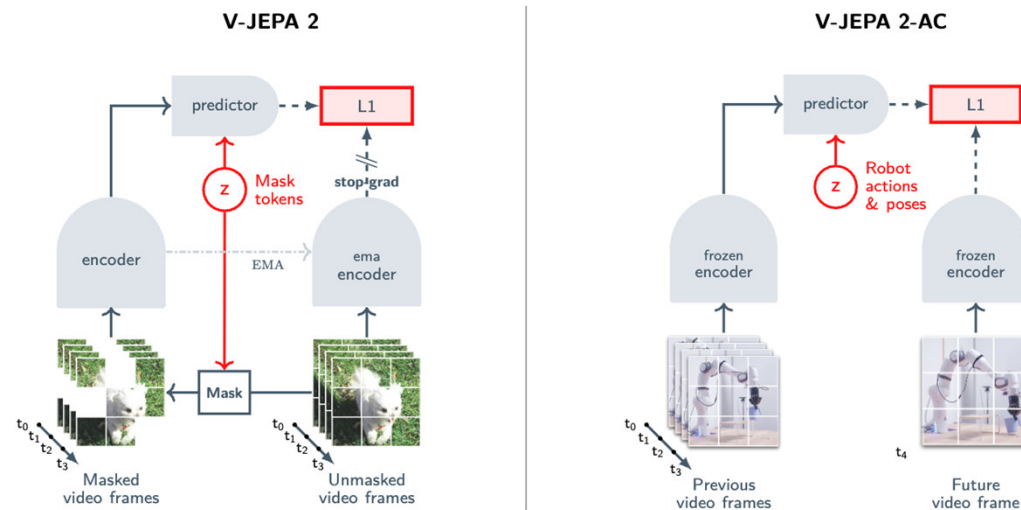 V-JEPA 2
predictor
L1
stop-grad
z
Mask
tokens
encoder
EMA
ema
encoder
Mask
t0
t1
t2
t3
Masked
video frames
t0
t1
t2
t3
Unmasked
video frames
V-JEPA 2-AC
predictor
L1
z
Robot
actions
& poses
frozen
encoder
frozen
encoder
t0
t1
t2
t3
Previous
video frames
t4
Future
video frame